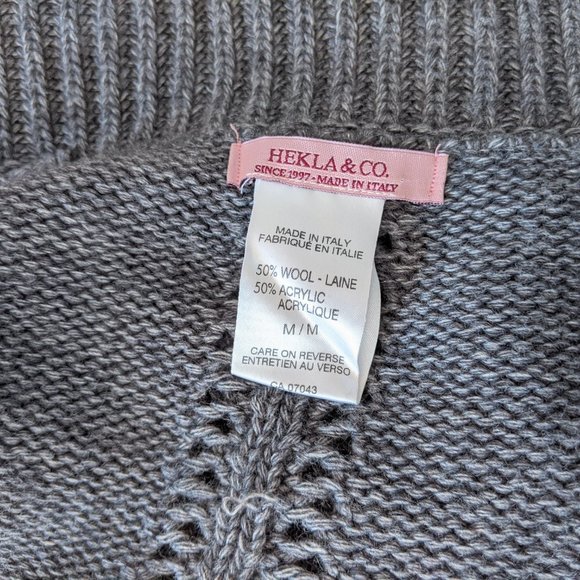 HEKLA & CO.
SINCE 1997 - MADE IN ITALY
MADE IN ITALY
FABRIQUÉ EN ITALIE
50% WOOL - LAINE
50% ACRYLIC
ACRYLIQUE
M / M
CARE ON REVERSE
ENTRETIEN AU VERSO
CA 07043